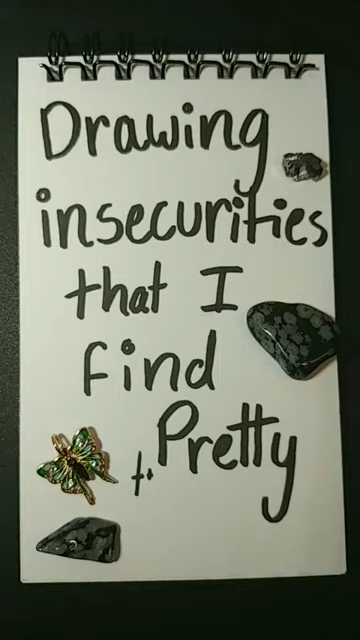 Drawing
insecurities
that I
find
Pretty